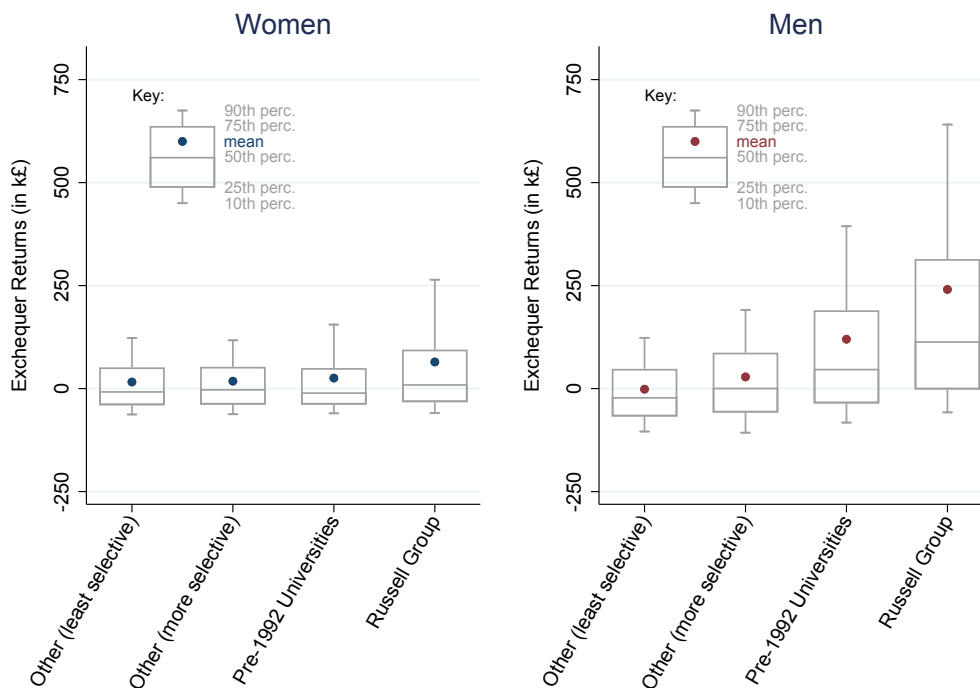 Women
Exchequer Returns (in k£)
750
500
250
0
-250
Key:
90th perc.
75th perc.
mean
50th perc.
25th perc.
10th perc.
Other (least selective)
Other (more selective)
Pre-1992 Universities
Russell Group
Men
Exchequer Returns (in k£)
750
500
250
0
-250
Key:
90th perc.
75th perc.
mean
50th perc.
25th perc.
10th perc.
Other (least selective)
Other (more selective)
Pre-1992 Universities
Russell Group